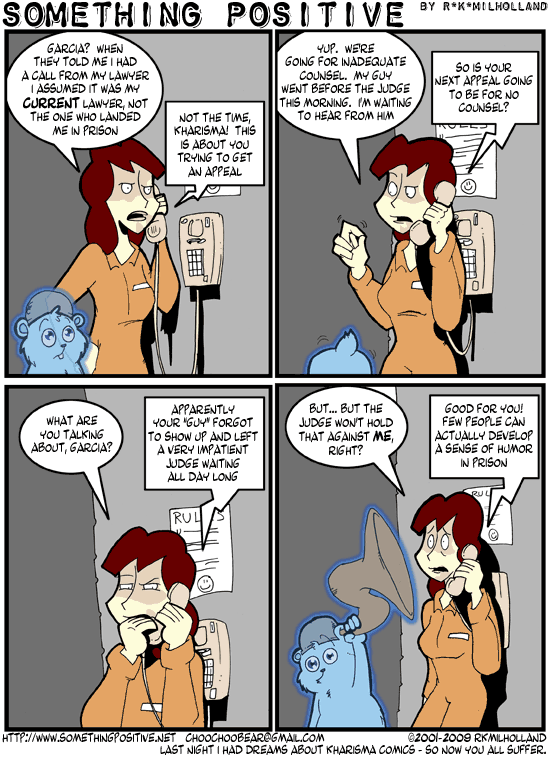 SOMETHING POSITIVE BY R*K*MILHOLLAND
GARCIA? WHEN
THEY TOLD ME I HAD
A CALL FROM MY LAWYER
I ASSUMED IT WAS MY
CURRENT LAWYER, NOT
THE ONE WHO LANDED
ME IN PRISON
NOT THE TIME,
KHARISMA! THIS
IS ABOUT YOU
TRYING TO GET
AN APPEAL
YUP. WE'RE
GOING FOR INADEQUATE
COUNSEL. MY GUY
WENT BEFORE THE JUDGE
THIS MORNING. I'M WAITING
TO HEAR FROM HIM
SO IS YOUR
NEXT APPEAL GOING
TO BE FOR NO
COUNSEL?
RULES
WHAT ARE
YOU TALKING
ABOUT, GARCIA?
APPARENTLY
YOUR "GUY" FORGOT
TO SHOW UP AND LEFT
A VERY IMPATIENT
JUDGE WAITING
ALL DAY LONG
RULES
BUT... BUT THE
JUDGE WON'T HOLD
THAT AGAINST ME,
RIGHT?
GOOD FOR YOU!
FEW PEOPLE CAN
ACTUALLY DEVELOP
A SENSE OF HUMOR
IN PRISON
RUL
HTTP://WWW.SOMETHINGPOSITIVE.NET CHOOCHOOBEAR@GMAIL.COM ©2001-2009 RKMILHOLLAND
LAST NIGHT I HAD DREAMS ABOUT KHARISMA COMICS - SO NOW YOU ALL SUFFER.